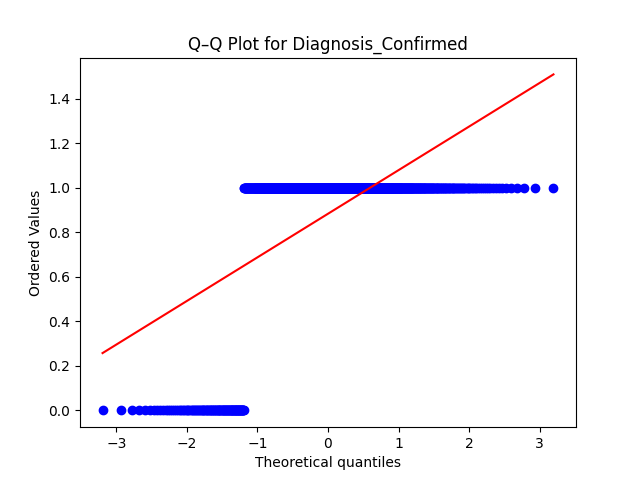 Q–Q Plot for Diagnosis_Confirmed
Ordered Values
1.4
1.2
1.0
0.8
0.6
0.4
0.2
0.0
−3 −2 −1 0 1 2 3
Theoretical quantiles